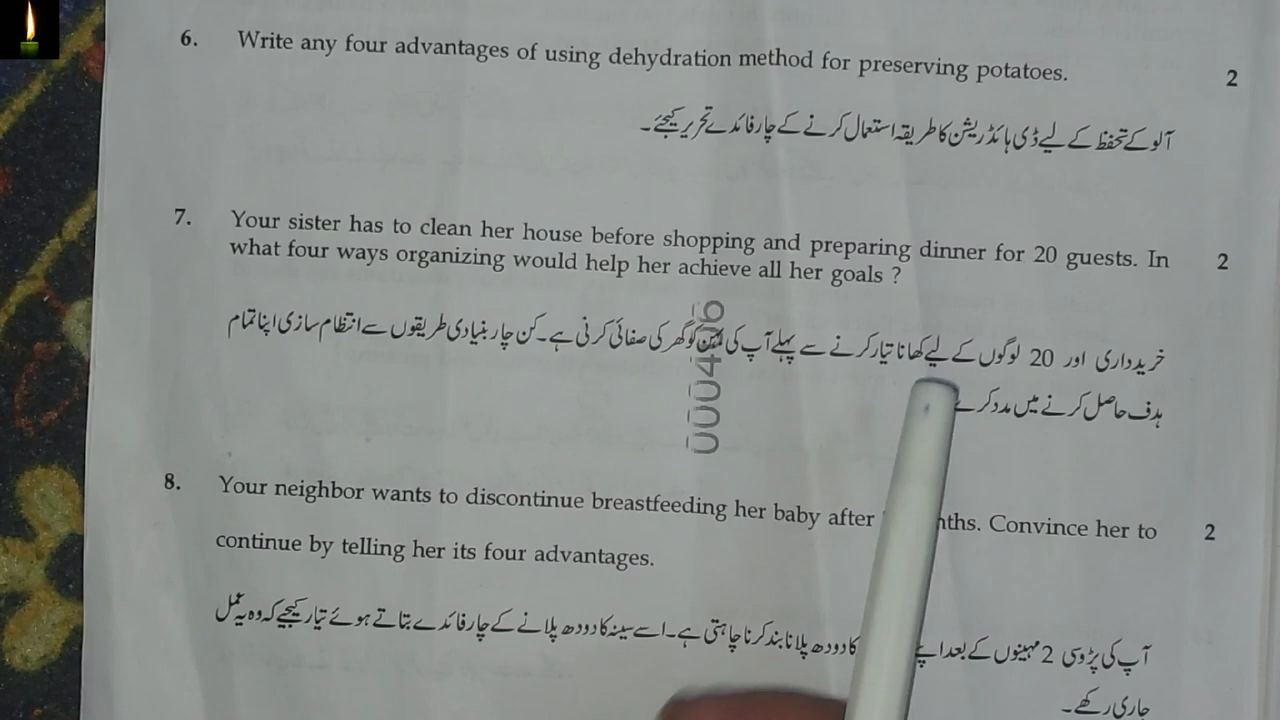 6. Write any four advantages of using dehydration method for preserving potatoes. 2
آلو کے تحفظ کے لیے ڈی ہائڈریشن کا طریقہ استعمال کرنے کے چار فائدے تحریر کیجئے۔
7. Your sister has to clean her house before shopping and preparing dinner for 20 guests. In 2
what four ways organizing would help her achieve all her goals ?
خریداری اور 20 لوگوں کے لیے کھانا تیار کرنے سے پہلے آپ کی بہن کو گھر کی صفائی کرنی ہے۔ کن چار بنیادی طریقوں سے انتظام سازی اپنا تمام
ہدف حاصل کرنے میں مدد کرے
000406
8. Your neighbor wants to discontinue breastfeeding her baby after nths. Convince her to 2
continue by telling her its four advantages.
آپ کی پڑوسی 2 مہینوں کے بعد کا دودھ پلانا بند کرنا چاہتی ہے۔ اسے سینہ کا دودھ پلانے کے چار فائدے بتاتے ہوئے تیار کیجیے کہ وہ یہ عمل
جاری رکھے۔